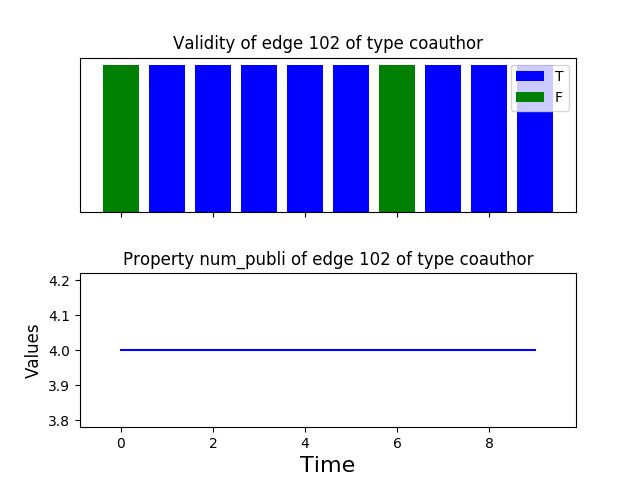 Validity of edge 102 of type coauthor
T
F
Property num_publi of edge 102 of type coauthor
4.2
4.1
4.0
3.9
3.8
Values
0 2 4 6 8
Time